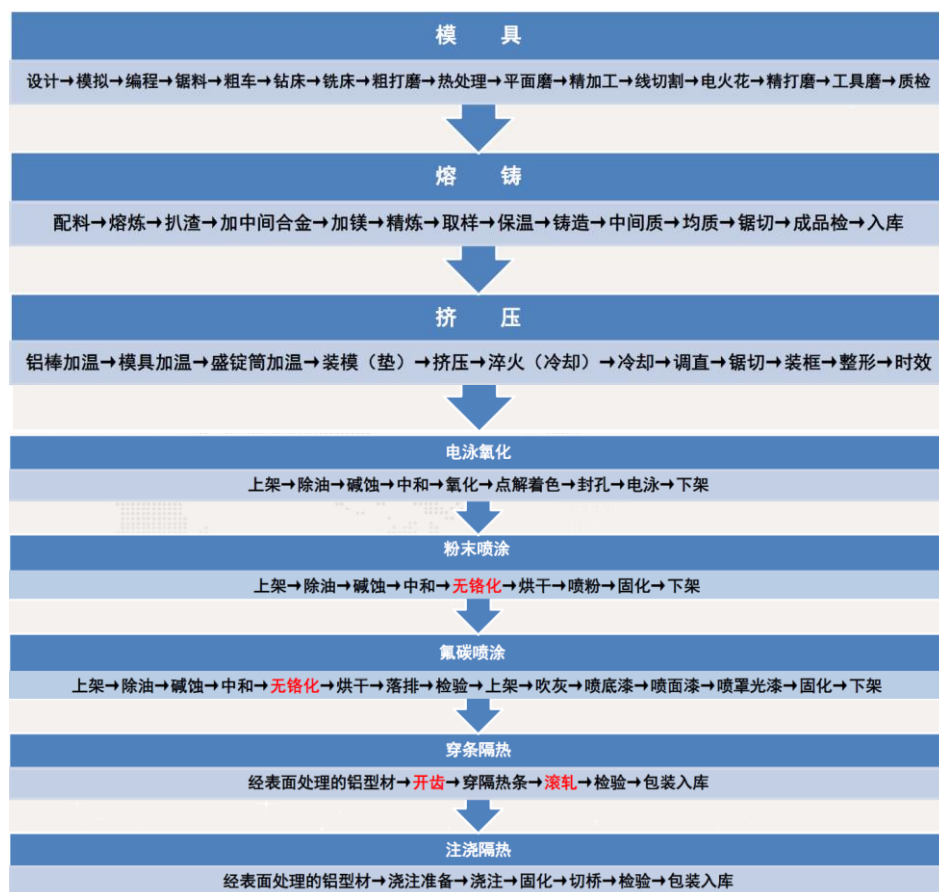 模　　具
设计→模拟→编程→锯料→粗车→钻床→铣床→粗打磨→热处理→平面磨→精加工→线切割→电火花→精打磨→工具磨→质检
熔　　铸
配料→熔炼→扒渣→加中间合金→加镁→精炼→取样→保温→铸造→中间质→均质→锯切→成品检→入库
挤　　压
铝棒加温→模具加温→盛锭筒加温→装模（垫）→挤压→淬火（冷却）→冷却→调直→锯切→装框→整形→时效
电泳氧化
上架→除油→碱蚀→中和→氧化→点解着色→封孔→电泳→下架
粉末喷涂
上架→除油→碱蚀→中和→无铬化→烘干→喷粉→固化→下架
氟碳喷涂
上架→除油→碱蚀→中和→无铬化→烘干→落排→检验→上架→吹灰→喷底漆→喷面漆→喷罩光漆→固化→下架
穿条隔热
经表面处理的铝型材→开齿→穿隔热条→滚轧→检验→包装入库
注浇隔热
经表面处理的铝型材→浇注准备→浇注→固化→切桥→检验→包装入库